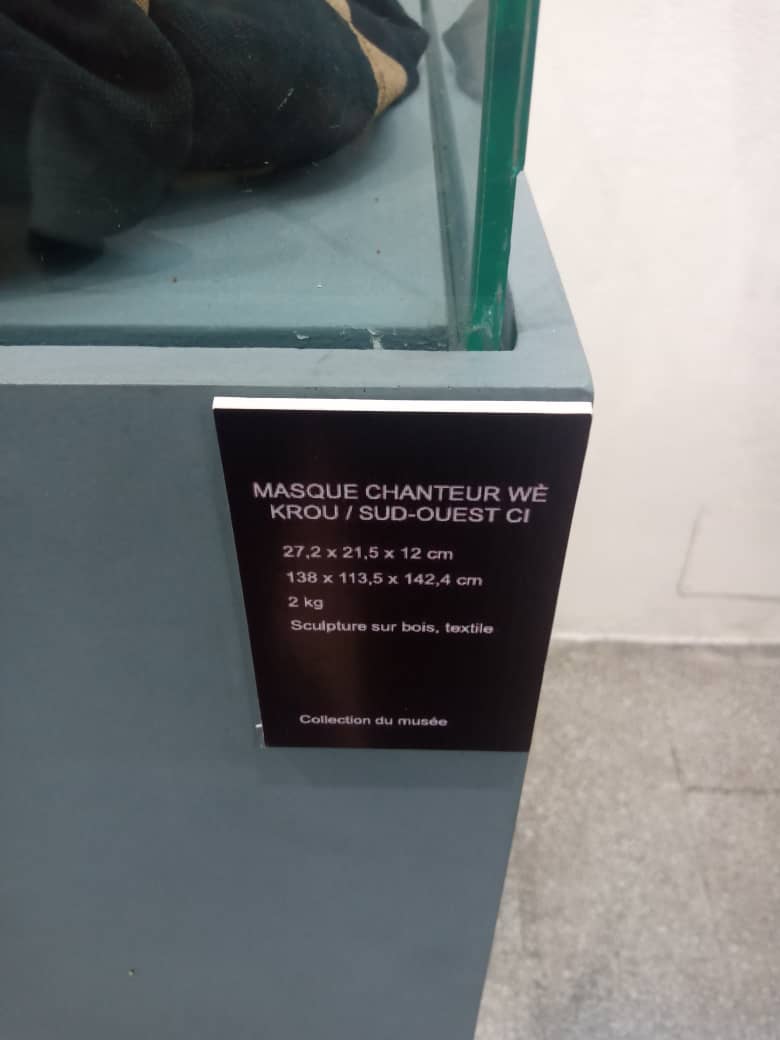 MASQUE CHANTEUR WÈ
KROU / SUD-OUEST CI
27,2 x 21,5 x 12 cm
138 x 113,5 x 142,4 cm
2 kg
Sculpture sur bois, textile
Collection du musée